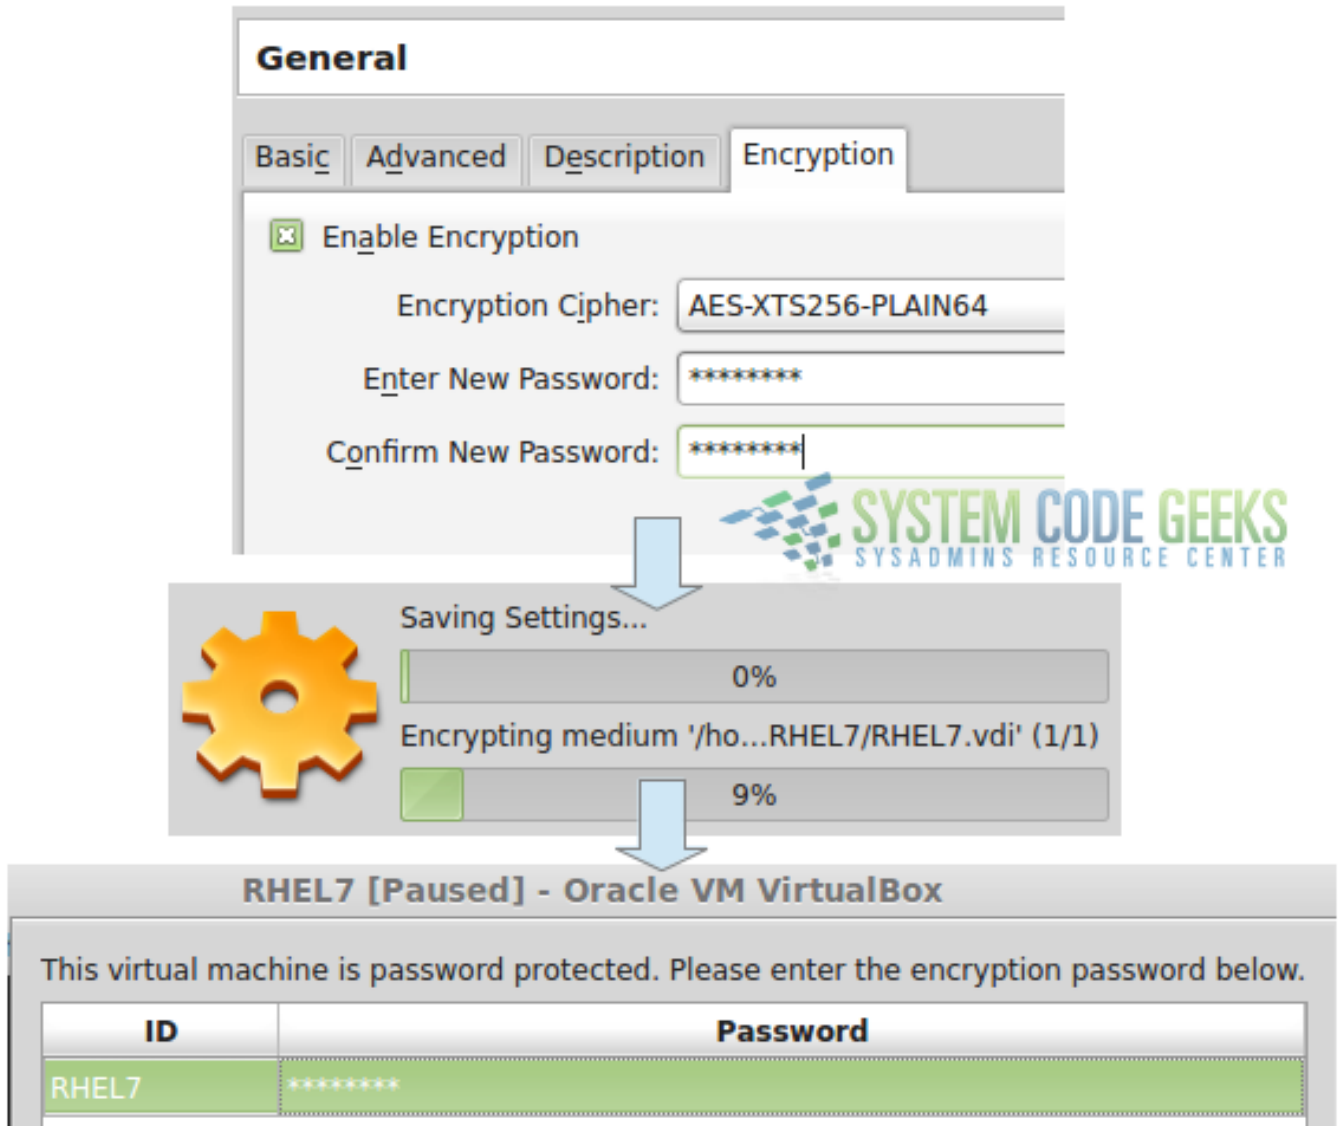 General
Basic Advanced Description Encryption
Enable Encryption
Encryption Cipher: AES-XTS256-PLAIN64
Enter New Password: ********
Confirm New Password: ********
SYSTEM CODE GEEKS
SYSADMINS RESOURCE CENTER
Saving Settings...
0%
Encrypting medium '/ho...RHEL7/RHEL7.vdi' (1/1)
9%
RHEL7 [Paused] - Oracle VM VirtualBox
This virtual machine is password protected. Please enter the encryption password below.
ID Password
RHEL7 ********